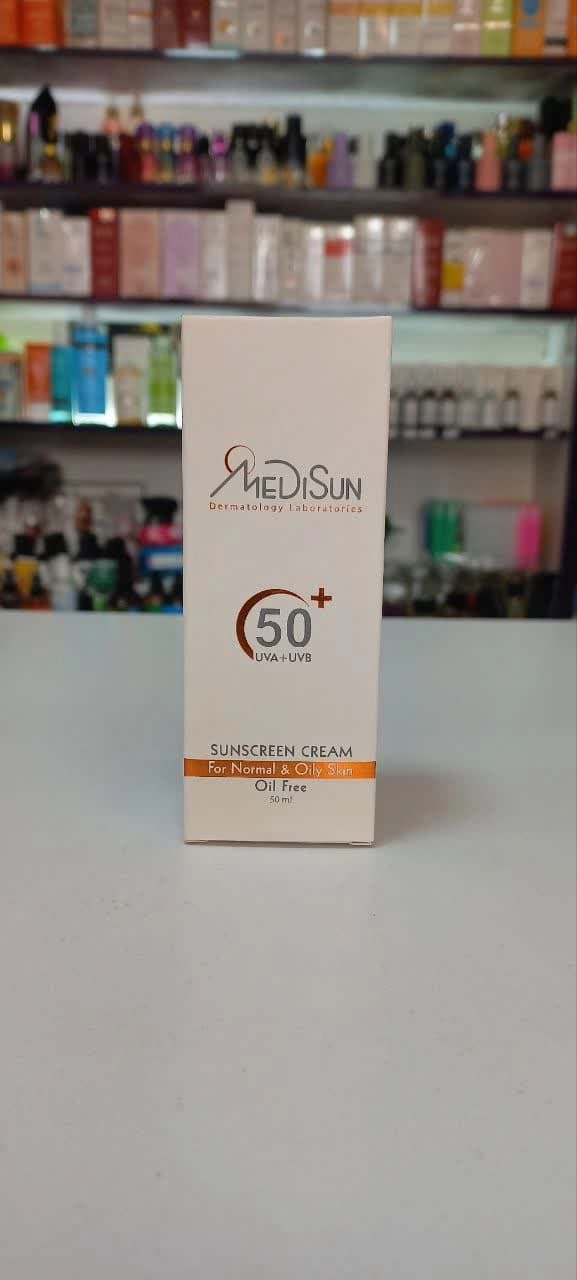 MEDISUN
Dermatology Laboratories
50+
UVA+UVB
SUNSCREEN CREAM
For Normal & Oily Skin
Oil Free
50 ml